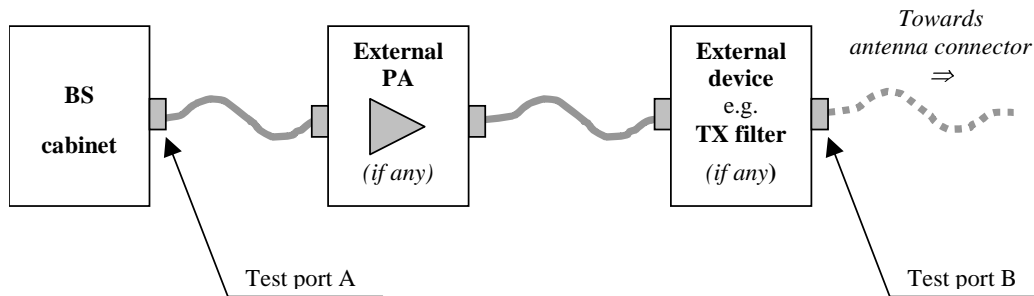 BS
cabinet
External
PA
(if any)
External
device
e.g.
TX filter
(if any)
Towards
antenna connector
⇒
Test port A
Test port B